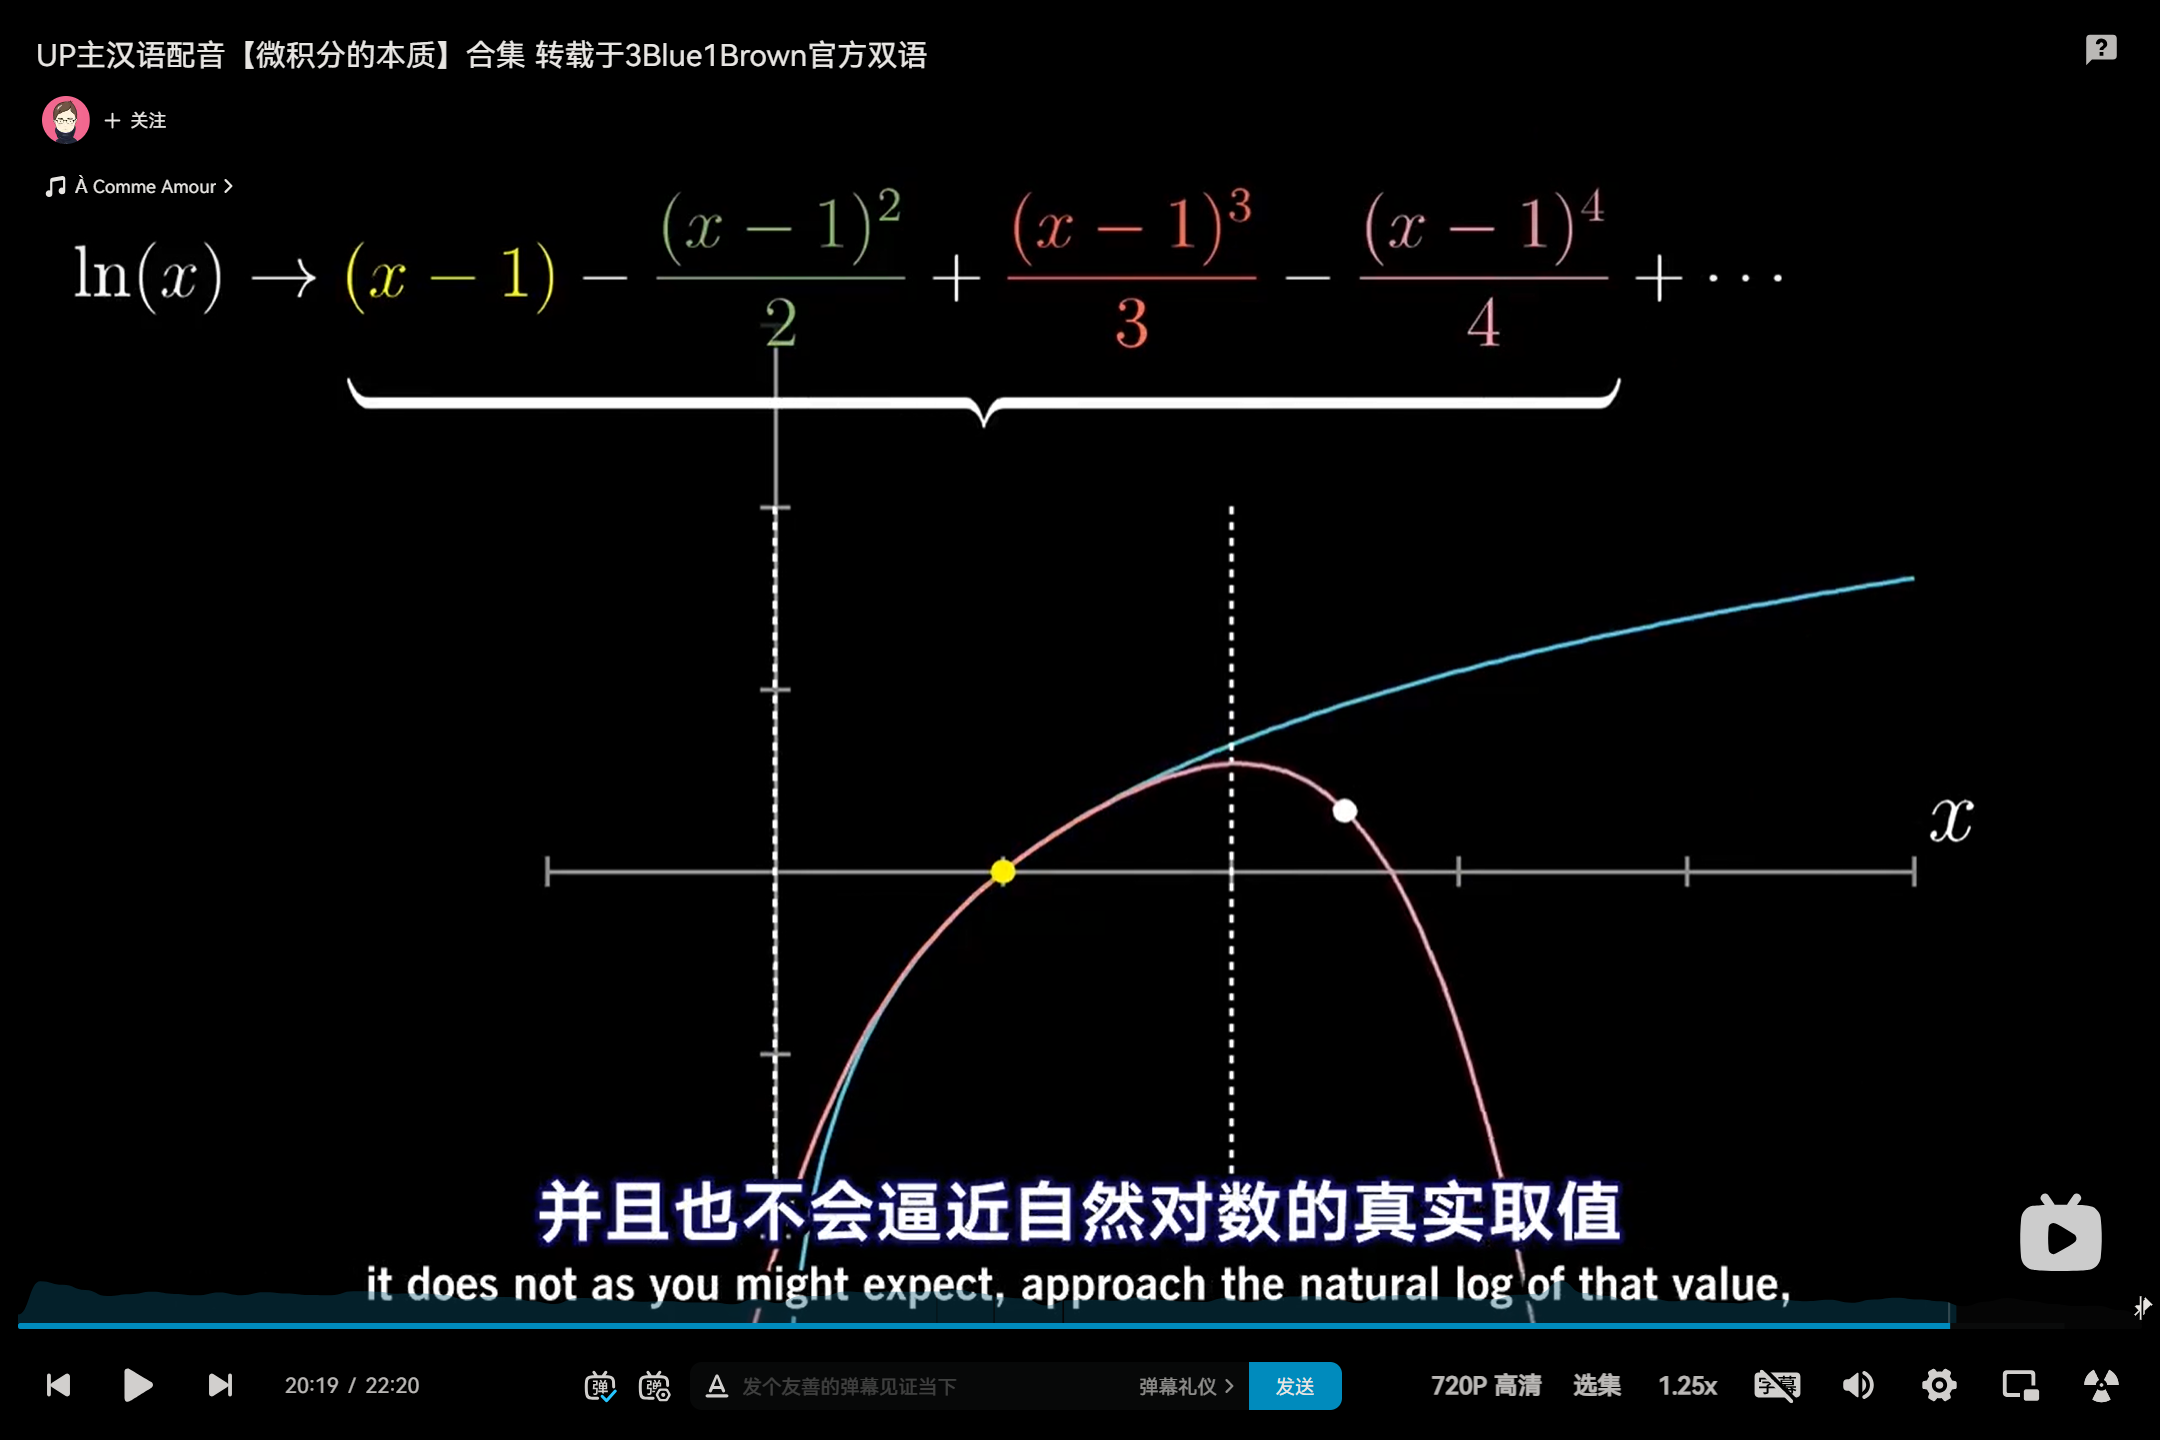 UP主汉语配音【微积分的本质】合集 转载于3Blue1Brown官方双语
+ 关注
À Comme Amour >
ln(x) → (x − 1) − (x − 1)²/2 + (x − 1)³/3 − (x − 1)⁴/4 + ⋯
x
并且也不会逼近自然对数的真实取值
it does not as you might expect, approach the natural log of that value,
20:19 / 22:20 弹 弹 A 发个友善的弹幕见证当下 弹幕礼仪 > 发送 720P 高清 选集 1.25x 字幕